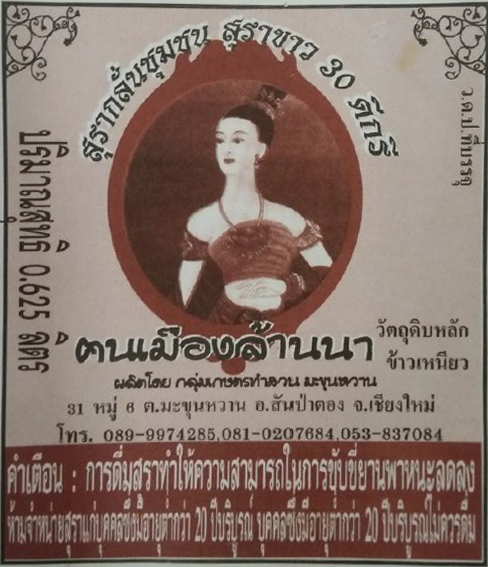 สุรากลั่นชุมชน สุราขาว 30 ดีกรี
ว.ด.ป.ที่บรรจุ
ปริมาณสุทธิ 0.625 ลิตร
คนเมืองล้านนา
วัตถุดิบหลัก
ข้าวเหนียว
ผลิตโดย กลุ่มเกษตรทำสวน มะขุนหวาน
31 หมู่ 6 ต.มะขุนหวาน อ.สันป่าตอง จ.เชียงใหม่
โทร. 089-9974285,081-0207684,053-837084
คำเตือน : การดื่มสุราทำให้ความสามารถในการขับขี่ยานพาหนะลดลง
ห้ามจำหน่ายสุราแก่บุคคลซึ่งมีอายุต่ำกว่า 20 ปีบริบูรณ์ บุคคลซึ่งมีอายุต่ำกว่า 20 ปีบริบูรณ์ไม่ควรดื่ม